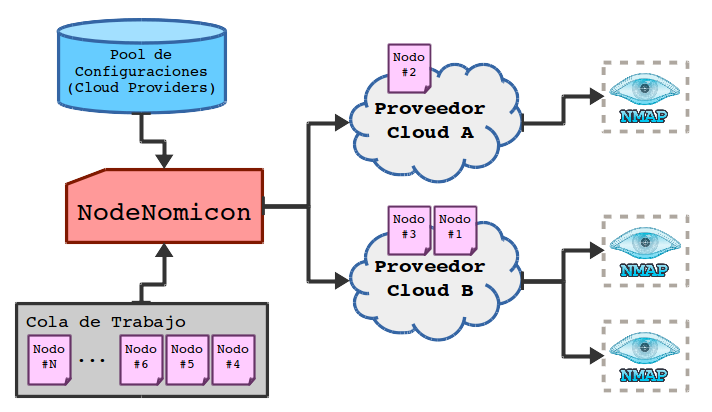 Pool de
Configuraciones
(Cloud Providers)
NodeNomicon
Cola de Trabajo
Nodo
#N
...
Nodo
#6
Nodo
#5
Nodo
#4
Nodo
#2
Proveedor
Cloud A
Nodo
#3
Nodo
#1
Proveedor
Cloud B
NMAP
NMAP
NMAP